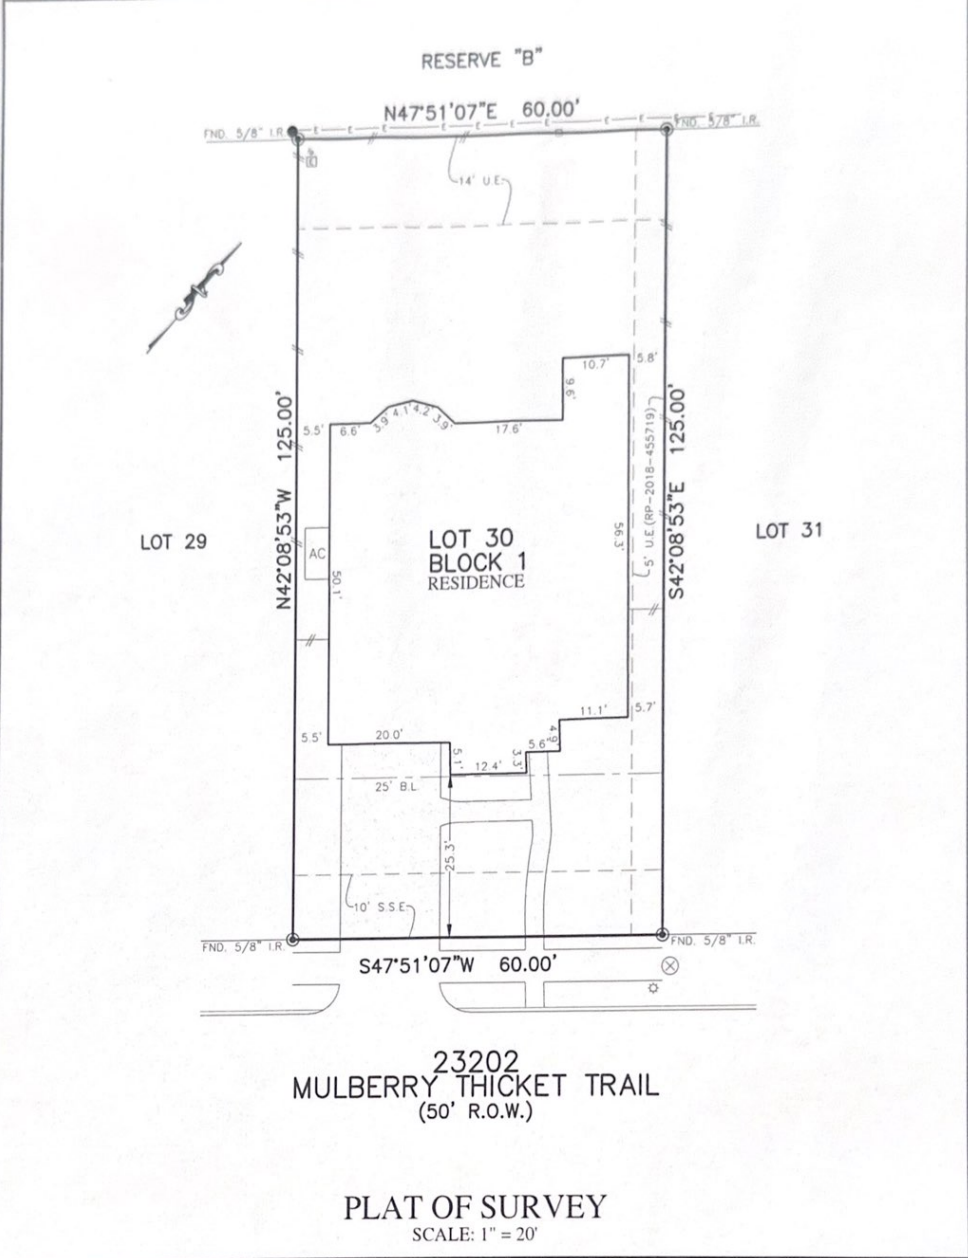 RESERVE "B"
N47°51'07"E 60.00'
FND. 5/8" I.R.
FND. 5/8" I.R.
E E E E E E E E
E
14' U.E.
10.7'
5.8'
9.6'
5.5'
6.6'
3.9'
4.1'
4.2'
3.9'
17.6'
N42°08'53"W 125.00'
S42°08'53"E 125.00'
5' U.E.(RP-2018-455719)
56.3'
LOT 29
LOT 30
BLOCK 1
RESIDENCE
LOT 31
AC
50.1'
11.1'
5.7'
5.5'
20.0'
5.1'
12.4'
3.3'
5.6'
4.9'
25' B.L.
25.3'
10' S.S.E.
FND. 5/8" I.R.
FND. 5/8" I.R.
S47°51'07"W 60.00'
23202
MULBERRY THICKET TRAIL
(50' R.O.W.)
PLAT OF SURVEY
SCALE: 1" = 20'